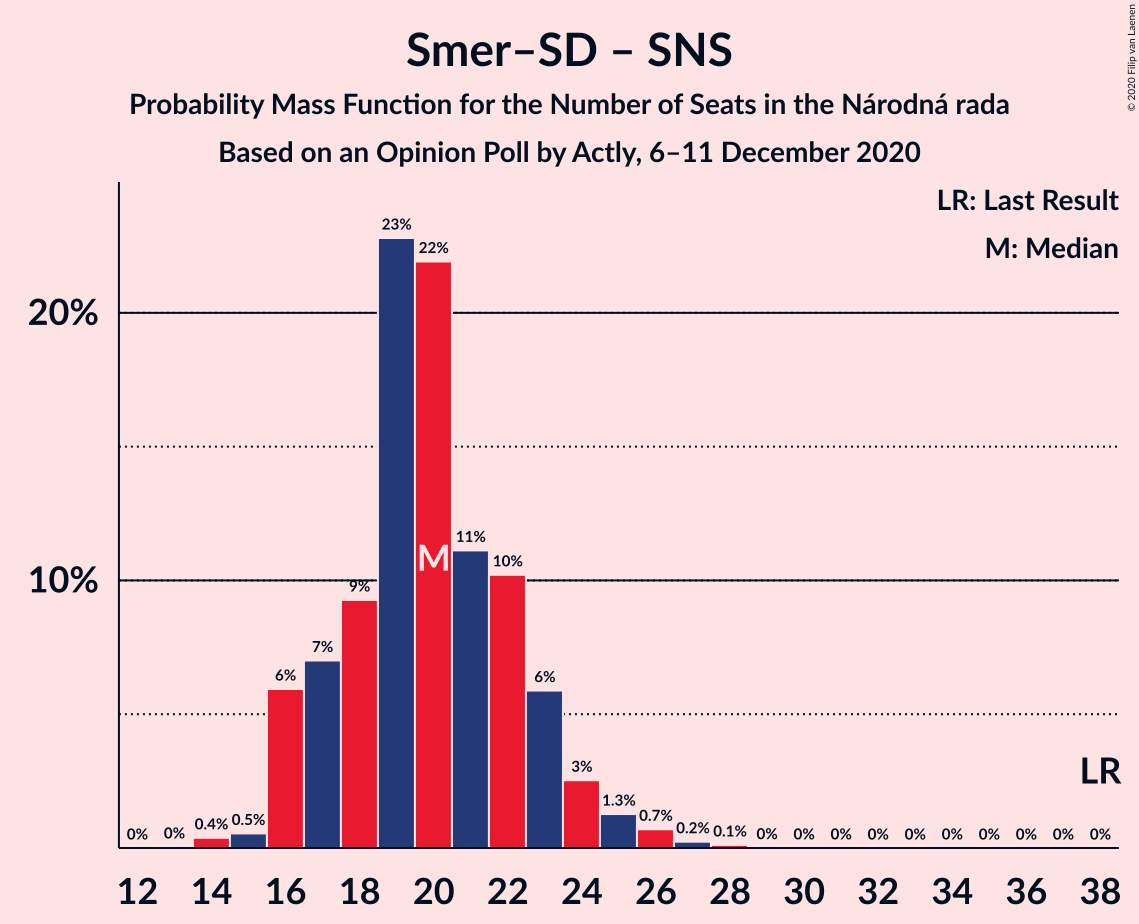 Smer–SD – SNS
Probability Mass Function for the Number of Seats in the Národná rada
Based on an Opinion Poll by Actly, 6–11 December 2020
© 2020 Filip van Laenen
LR: Last Result
M: Median
20%
10%
0% 0% 0.4% 0.5% 6% 7% 9% 23% 22% 11% 10% 6% 3% 1.3% 0.7% 0.2% 0.1% 0% 0% 0% 0% 0% 0% 0% 0% 0% 0%
M
LR
12 14 16 18 20 22 24 26 28 30 32 34 36 38